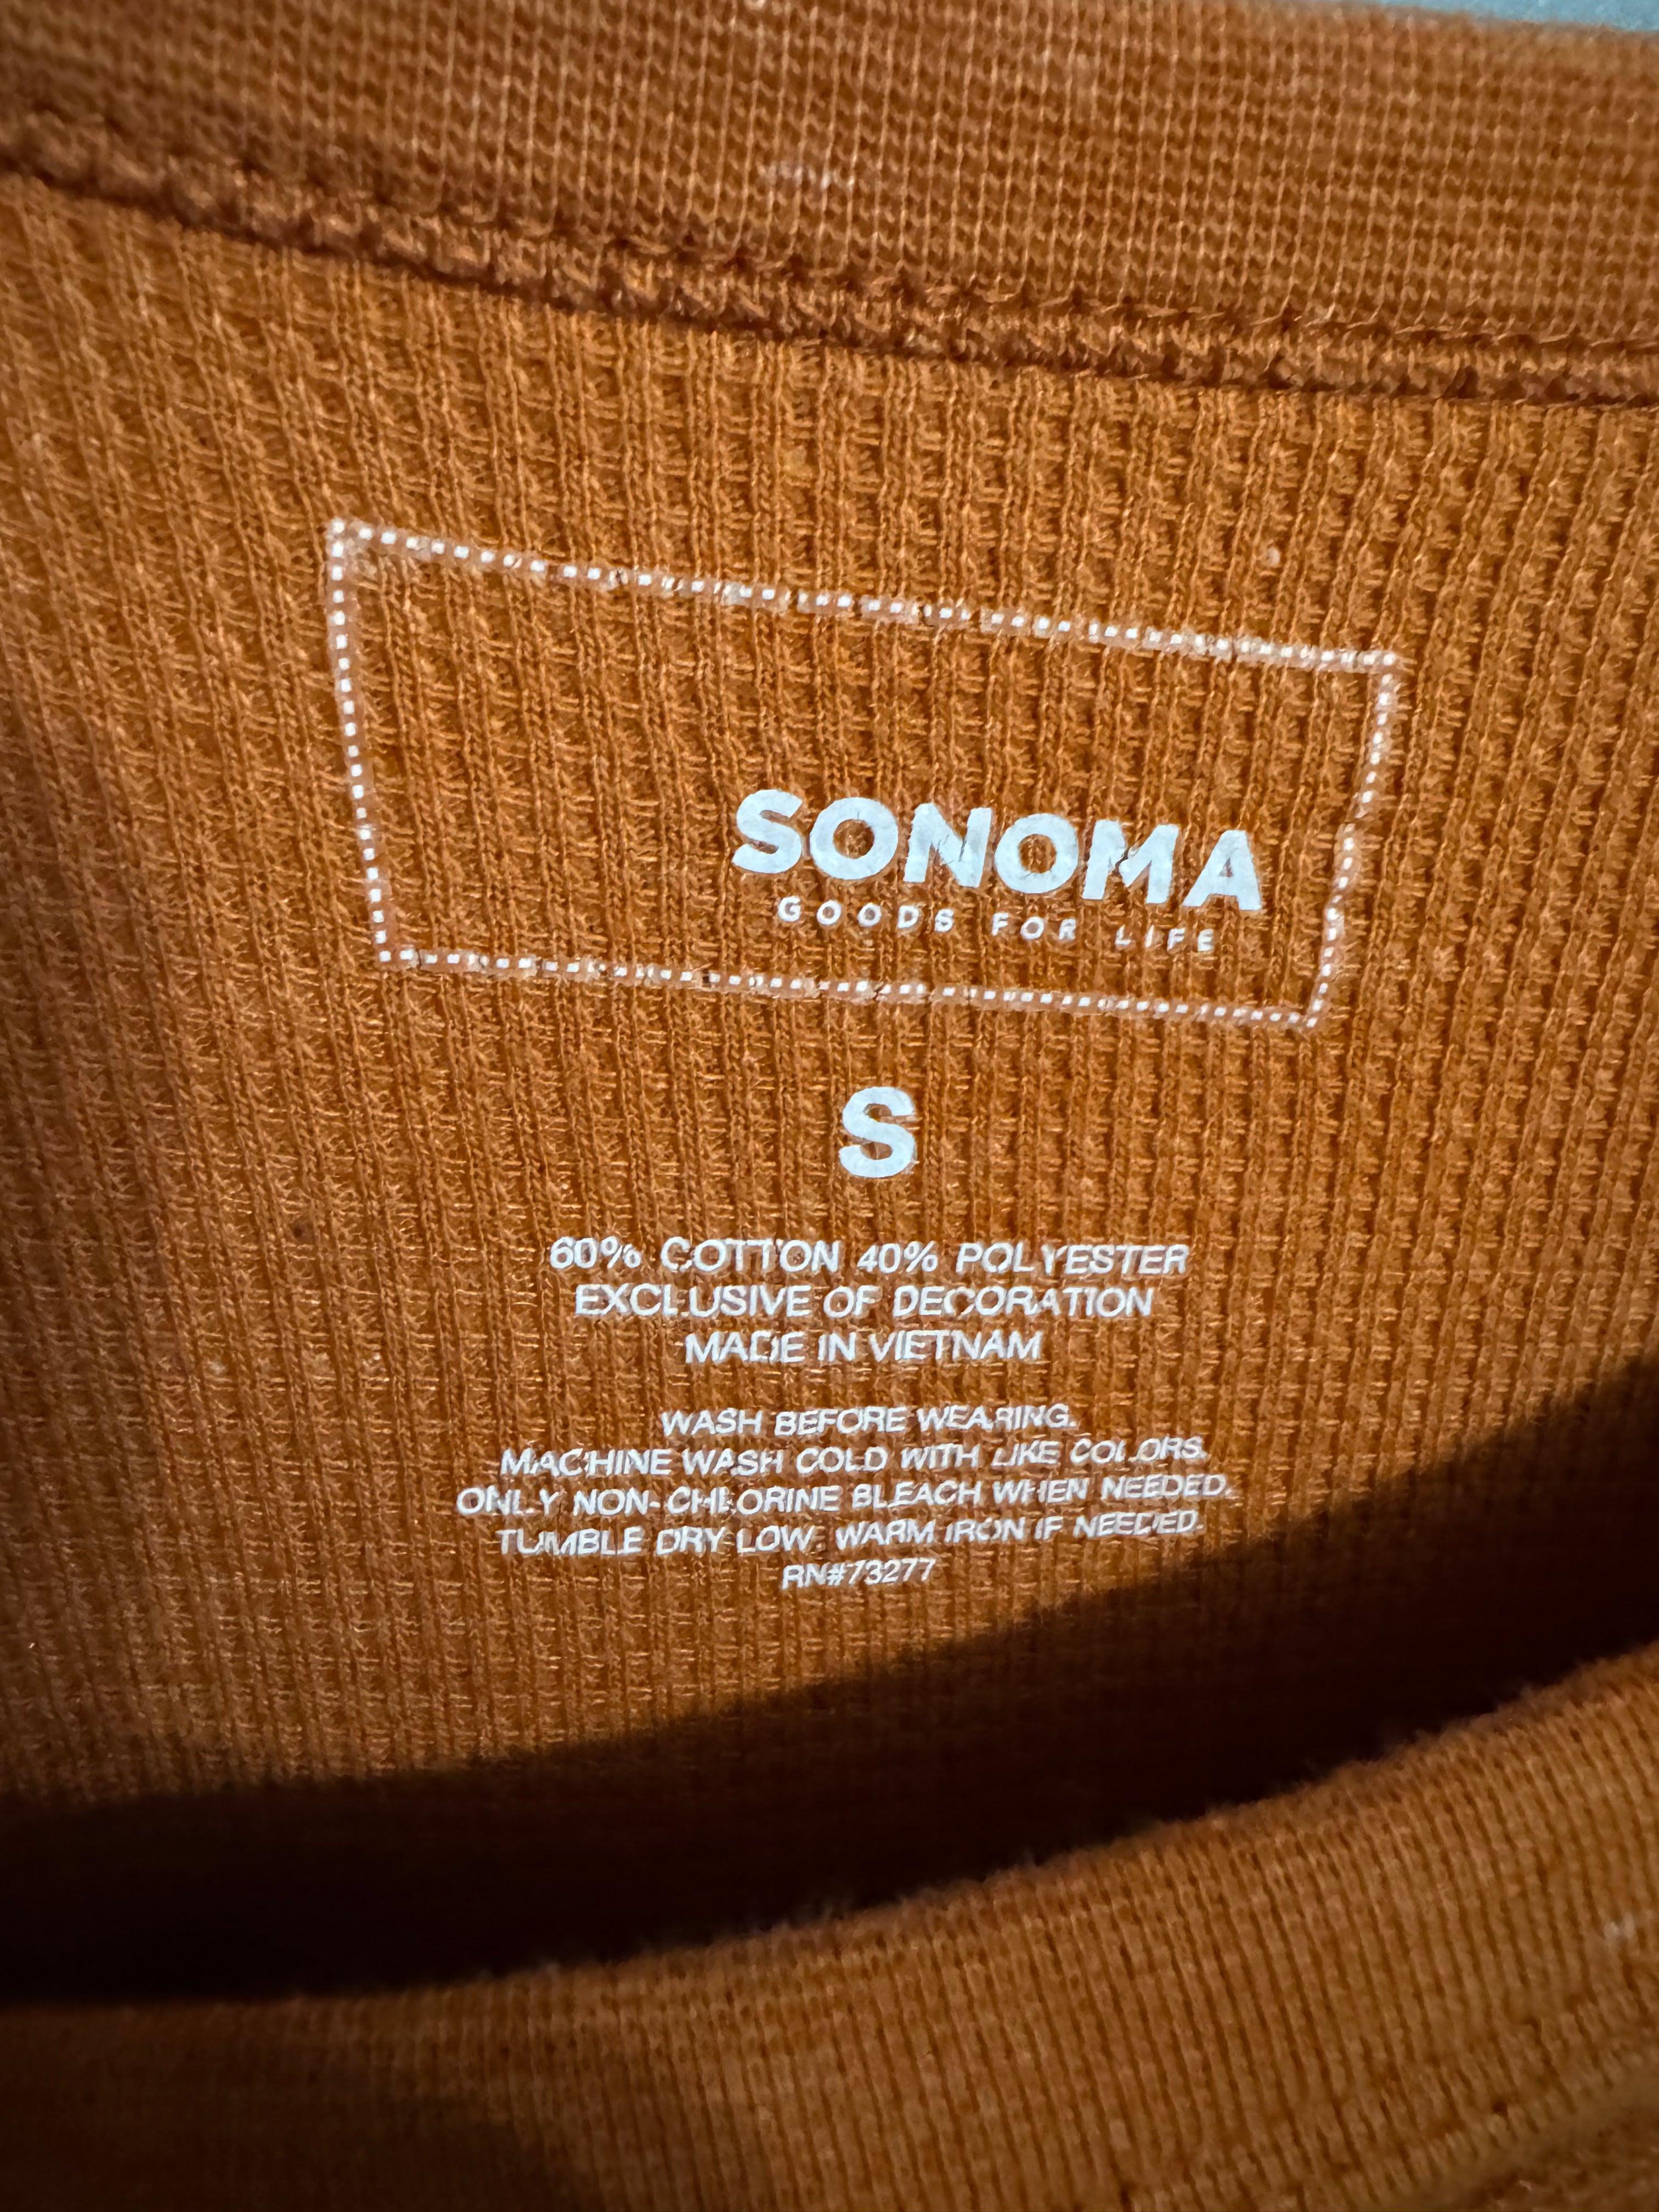 SONOMA
GOODS FOR LIFE
S
60% COTTON 40% POLYESTER
EXCLUSIVE OF DECORATION
MADE IN VIETNAM
WASH BEFORE WEARING.
MACHINE WASH COLD WITH LIKE COLORS.
ONLY NON-CHLORINE BLEACH WHEN NEEDED.
TUMBLE DRY LOW. WARM IRON IF NEEDED.
RN#73277